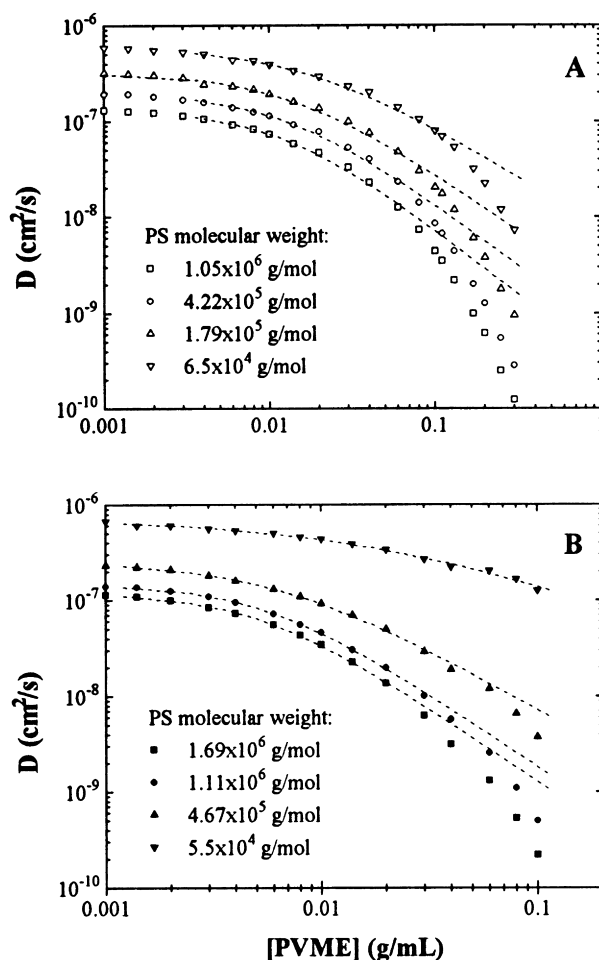 10⁻⁶
A
10⁻⁷
10⁻⁸
D (cm²/s)
PS molecular weight:
□ 1.05x10⁶ g/mol
○ 4.22x10⁵ g/mol
△ 1.79x10⁵ g/mol
▽ 6.5x10⁴ g/mol
10⁻⁹
10⁻¹⁰
0.001 0.01 0.1 1
10⁻⁶
B
10⁻⁷
10⁻⁸
D (cm²/s)
PS molecular weight:
■ 1.69x10⁶ g/mol
● 1.11x10⁶ g/mol
▲ 4.67x10⁵ g/mol
▼ 5.5x10⁴ g/mol
10⁻⁹
10⁻¹⁰
0.001 0.01 0.1
[PVME] (g/mL)